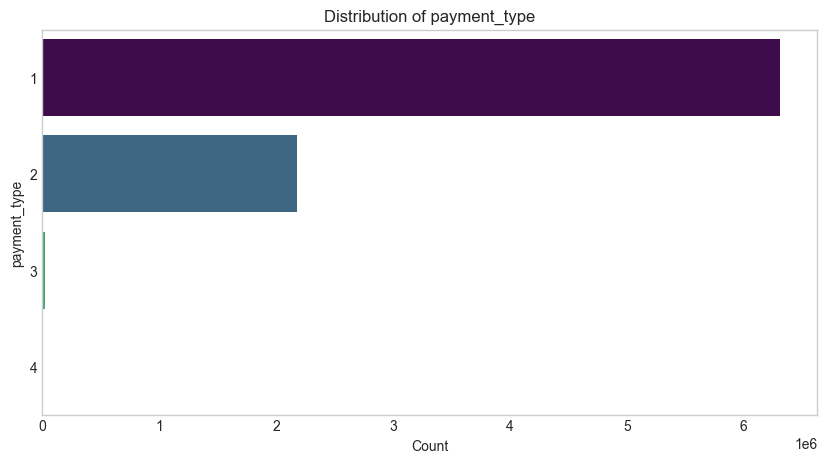 Distribution of payment_type
payment_type
1
2
3
4
0 1 2 3 4 5 6
1e6
Count